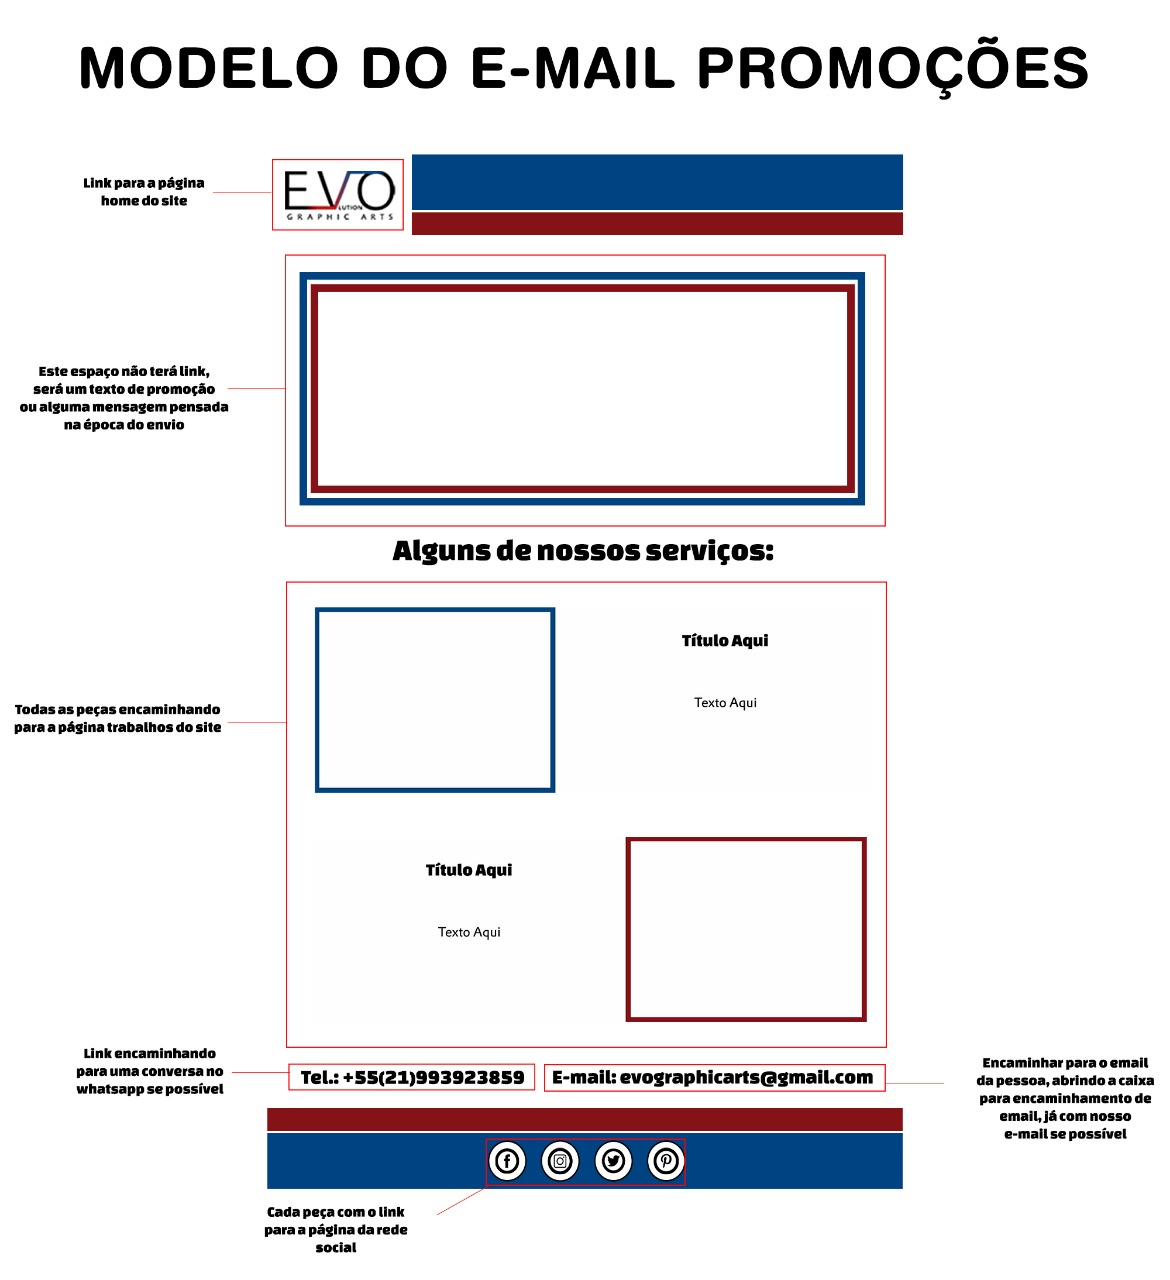 MODELO DO E-MAIL PROMOÇÕES
Link para a página
home do site
EVO
LUTION
GRAPHIC ARTS
Este espaço não terá link,
será um texto de promoção
ou alguma mensagem pensada
na época do envio
Alguns de nossos serviços:
Título Aqui
Texto Aqui
Todas as peças encaminhando
para a página trabalhos do site
Título Aqui
Texto Aqui
Link encaminhando
para uma conversa no
whatsapp se possível
Tel.: +55(21)993923859
E-mail: evographicarts@gmail.com
Encaminhar para o email
da pessoa, abrindo a caixa
para encaminhamento de
email, já com nosso
e-mail se possível
Cada peça com o link
para a página da rede
social